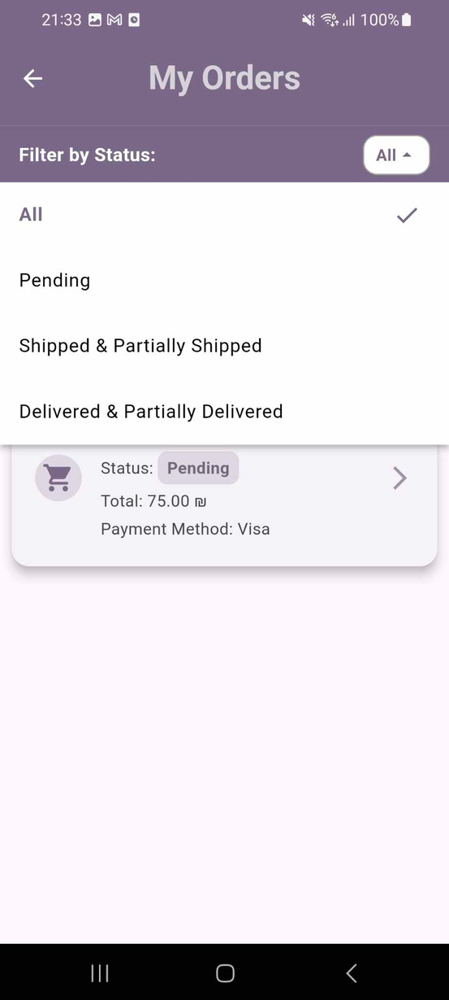 21:33 100%
My Orders
Filter by Status: All
All
Pending
Shipped & Partially Shipped
Delivered & Partially Delivered
Status: Pending
Total: 75.00 ₪
Payment Method: Visa